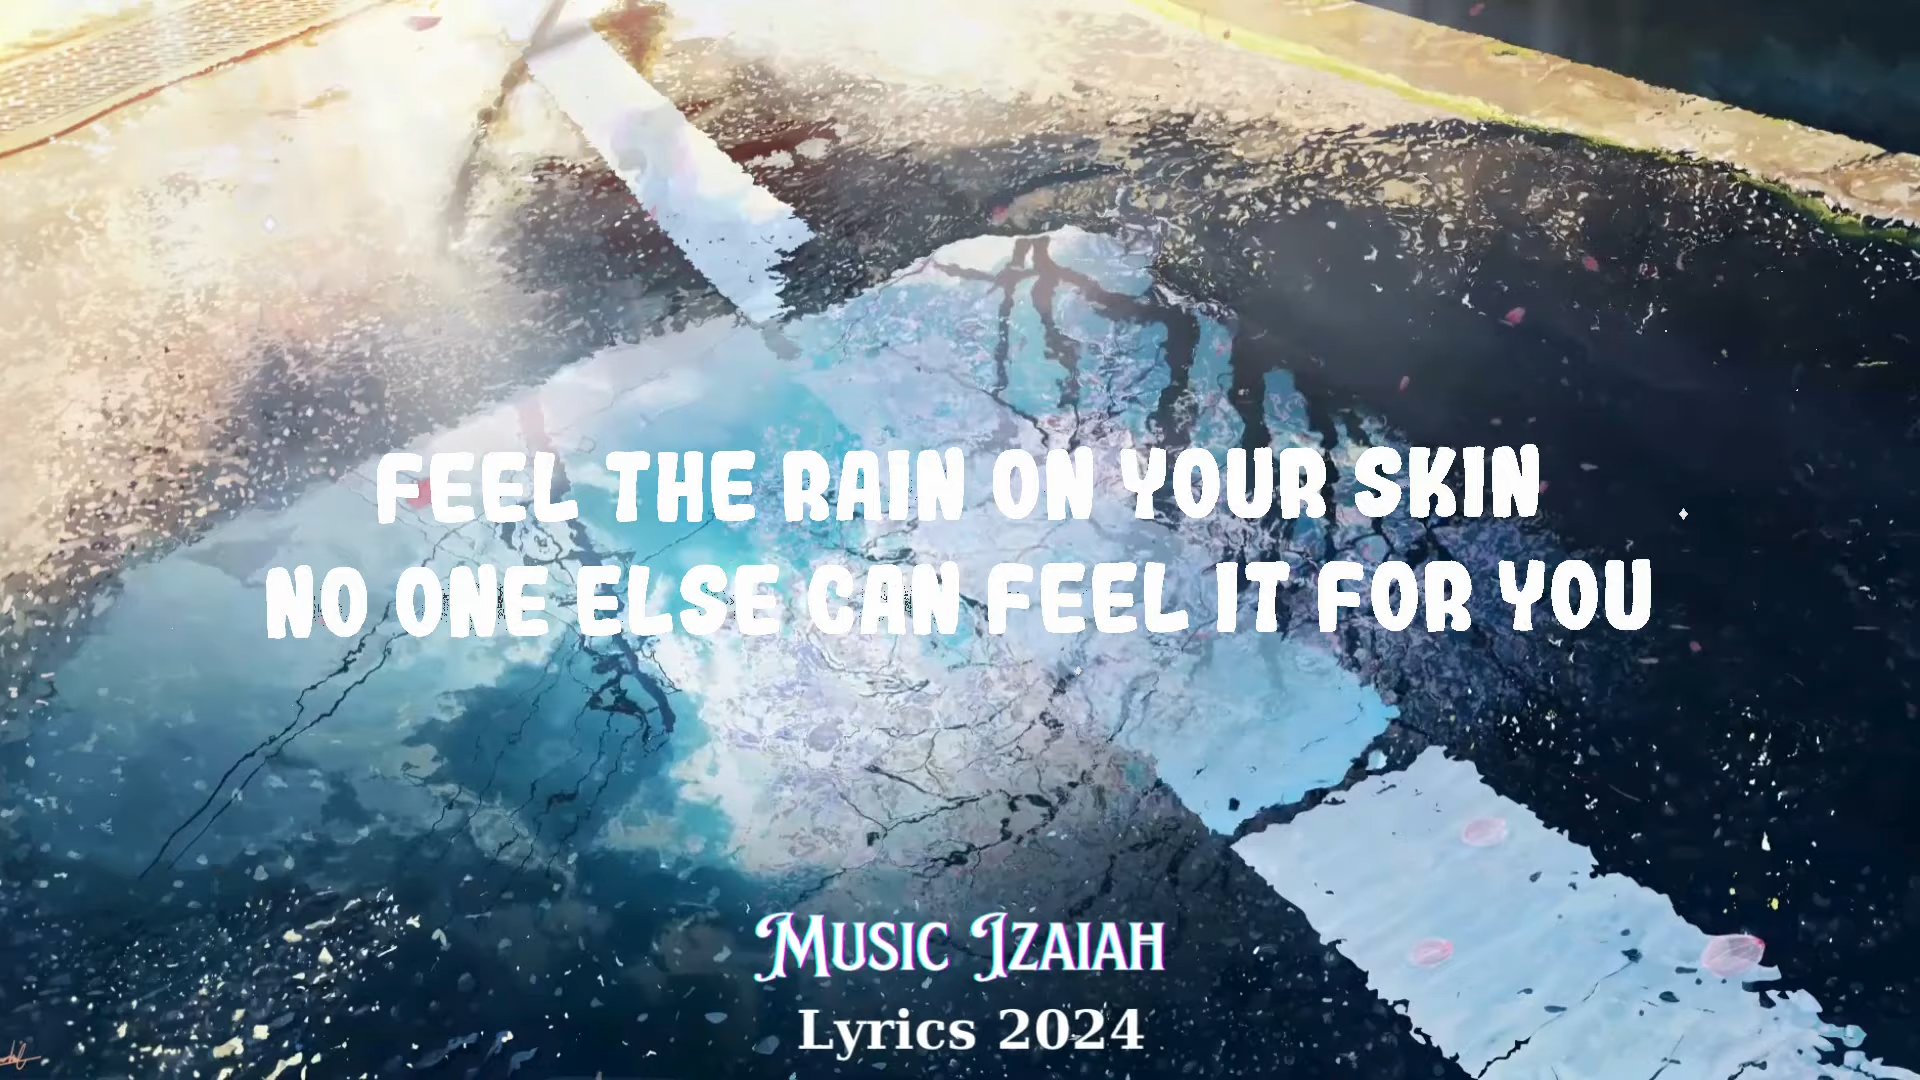 FEEL THE RAIN ON YOUR SKIN
NO ONE ELSE CAN FEEL IT FOR YOU
MUSIC IZAIAH
Lyrics 2024